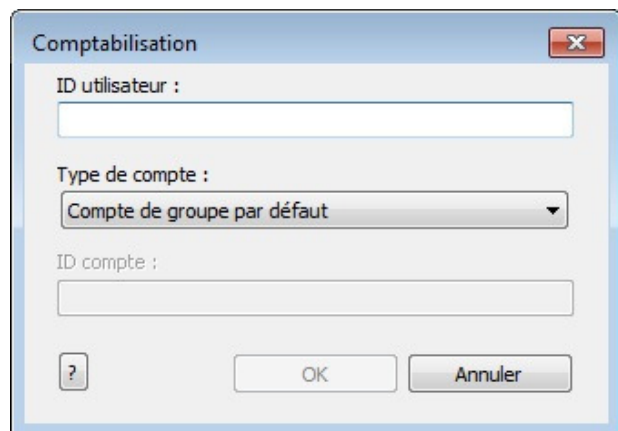 Comptabilisation
ID utilisateur :
Type de compte :
Compte de groupe par défaut
ID compte :
?
OK
Annuler